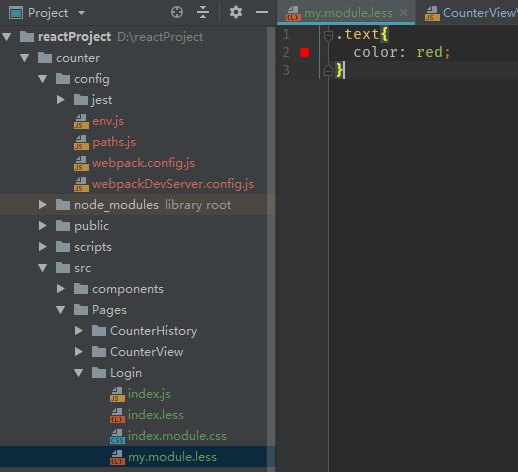 Project
reactProject D:\reactProject
counter
config
jest
env.js
paths.js
webpack.config.js
webpackDevServer.config.js
node_modules library root
public
scripts
src
components
Pages
CounterHistory
CounterView
Login
index.js
index.less
index.module.css
my.module.less
my.module.less CounterView
1 .text{
2 color: red;
3 }